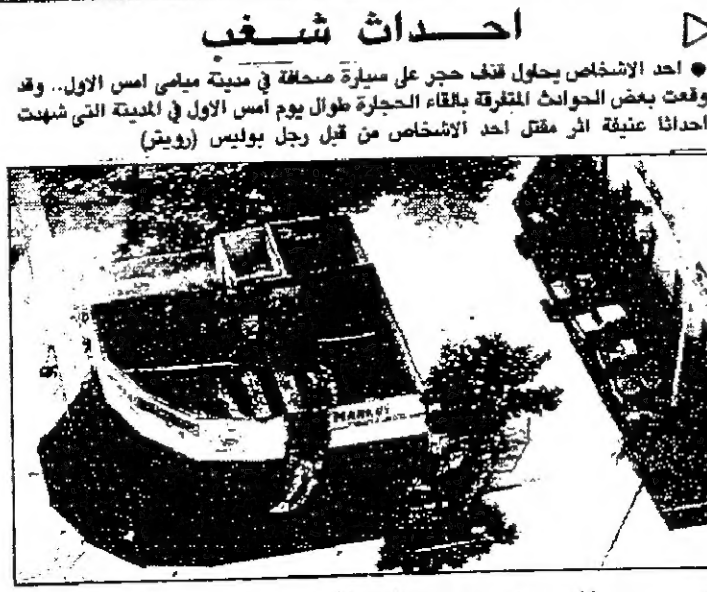 احداث شغب
● احد الاشخاص يحاول قذف حجر على سيارة صحافة في مدينة ميامي امس الاول.. وقد
وقعت بعض الحوادث المتفرقة بالقاء الحجارة طوال يوم امس الاول في المدينة التي شهدت
احداثا عنيفة اثر مقتل احد الاشخاص من قبل رجل بوليس (رويتر)